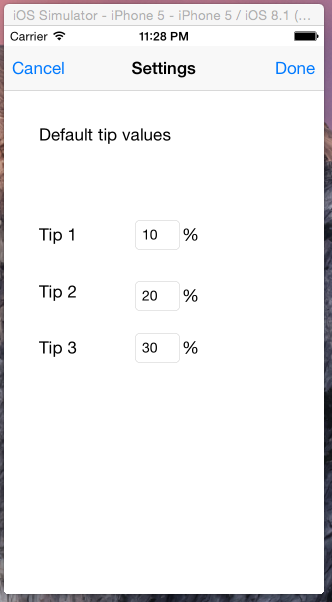 iOS Simulator - iPhone 5 - iPhone 5 / iOS 8.1 (...
Carrier 11:28 PM
Cancel Settings Done
Default tip values
Tip 1 10 %
Tip 2 20 %
Tip 3 30 %